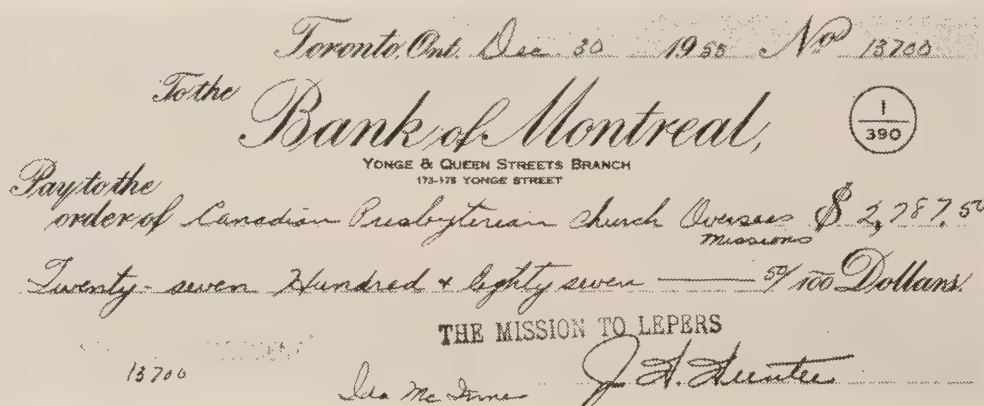 Toronto, Ont. Dec 30 1955 No 13700
To the
Bank of Montreal,
1
390
YONGE & QUEEN STREETS BRANCH
173-175 YONGE STREET
Pay to the
order of Canadian Presbyterian Church Overseas $ 2,787.50
missions
Twenty-seven Hundred & Eighty seven 50/100 Dollars.
THE MISSION TO LEPERS
13700
Ida Mc J. H. Hunter